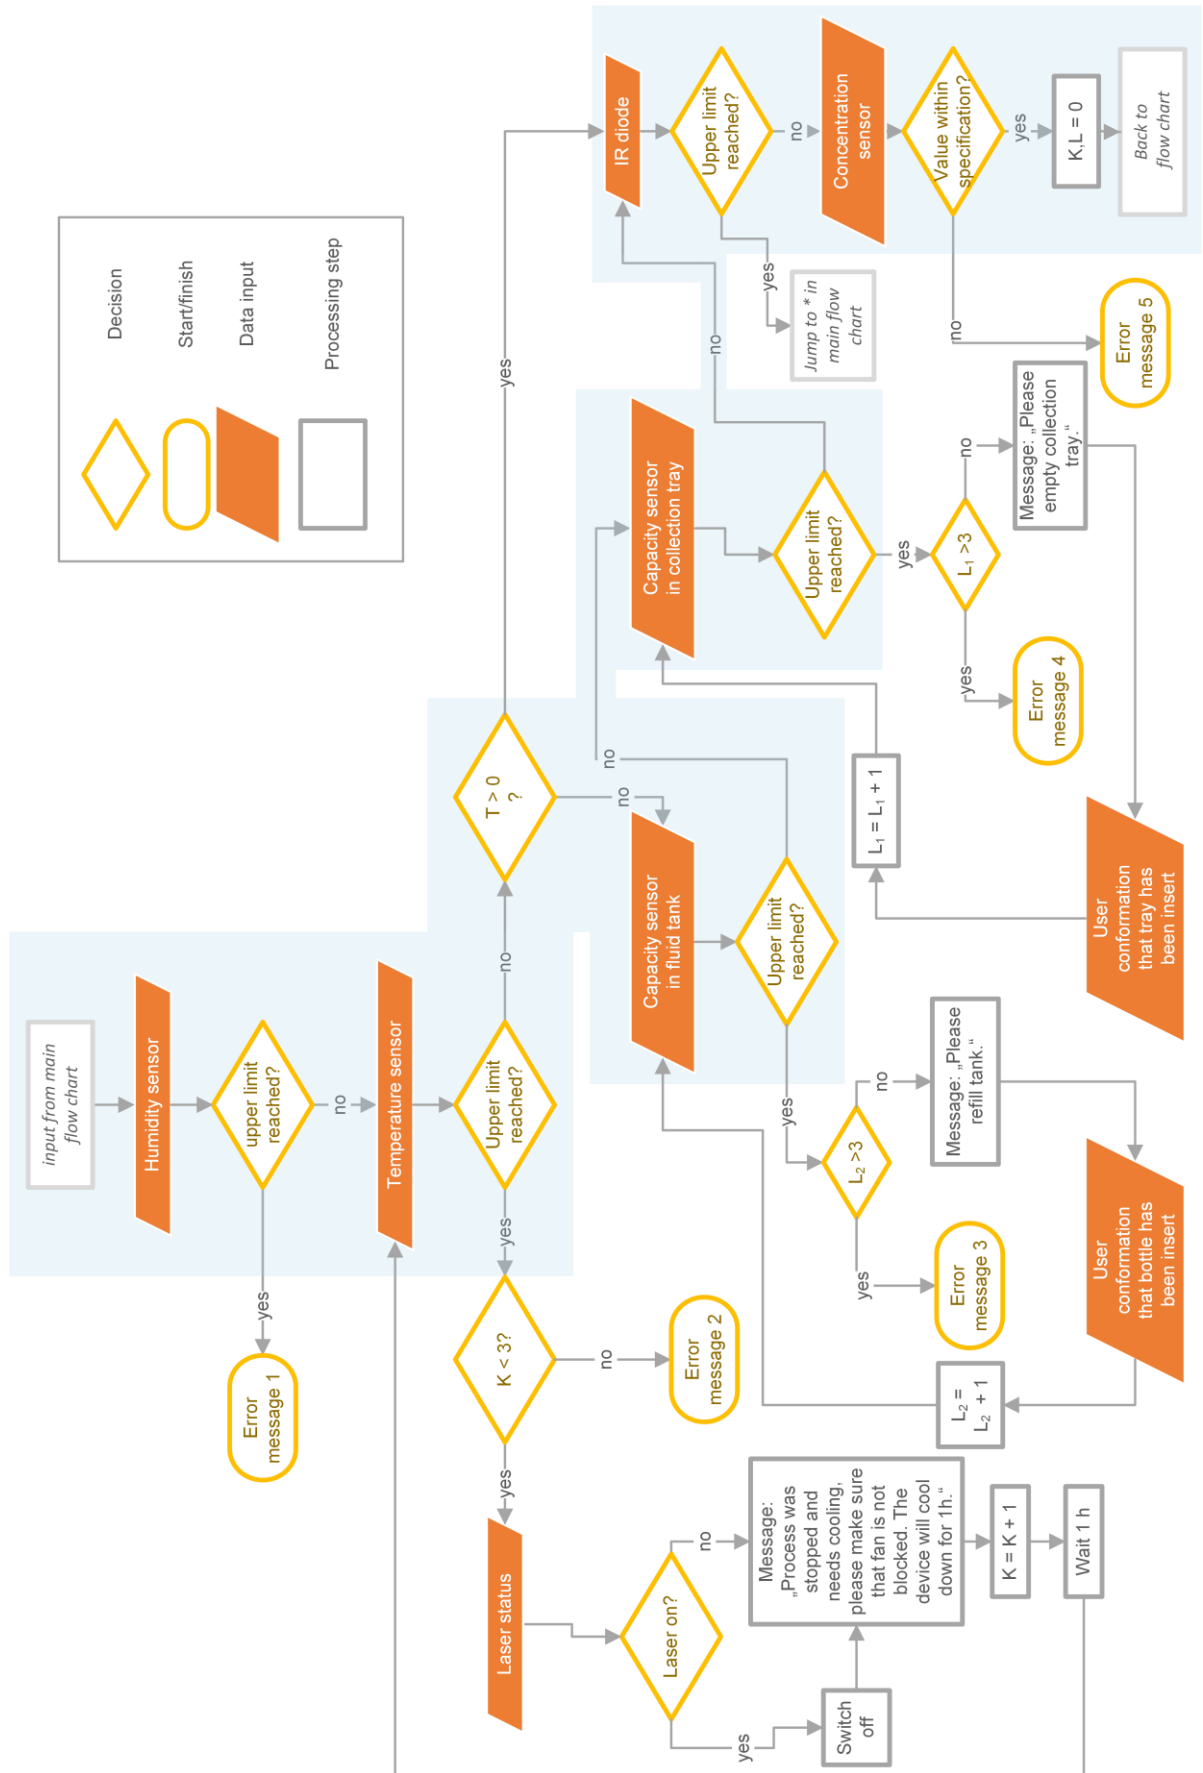 Decision
Start/finish
Data input
Processing step
input from main
flow chart
Humidity sensor
upper limit
reached?
yes
Error
message 1
no
Temperature sensor
Upper limit
reached?
yes
no
K < 3?
yes
no
Error
message 2
Laser status
Laser on?
yes
no
Switch
off
Message:
„Process was
stopped and
needs cooling,
please make sure
that fan is not
blocked. The
device will cool
down for 1h.“
K = K + 1
Wait 1 h
T > 0
?
yes
no
Capacity sensor
in fluid tank
Upper limit
reached?
yes
no
L₂ >3
yes
no
Error
message 3
Message: „Please
refill tank.“
User
conformation
that bottle has
been insert
L₂ =
L₂ + 1
Capacity sensor
in collection tray
Upper limit
reached?
yes
no
L₁ >3
yes
no
Error
message 4
Message: „Please
empty collection
tray.“
User
conformation
that tray has
been insert
L₁ = L₁ + 1
IR diode
Upper limit
reached?
yes
no
Jump to * in
main flow
chart
Concentration
sensor
Value within
specification?
no
yes
Error
message 5
K,L = 0
Back to
flow chart